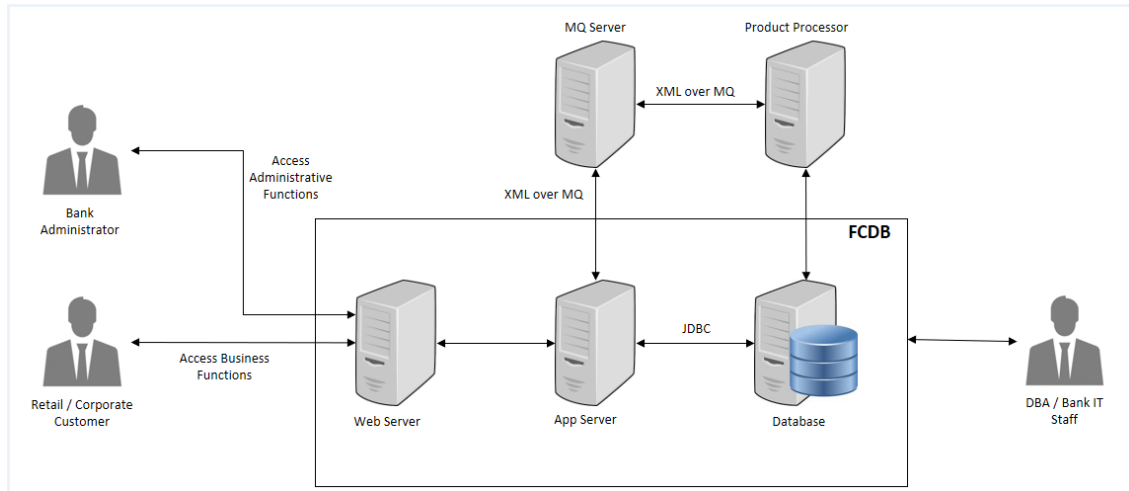 MQ Server
Product Processor
XML over MQ
Access
Administrative
Functions
XML over MQ
Bank
Administrator
FCDB
JDBC
Access Business
Functions
Retail / Corporate
Customer
Web Server
App Server
Database
DBA / Bank IT
Staff